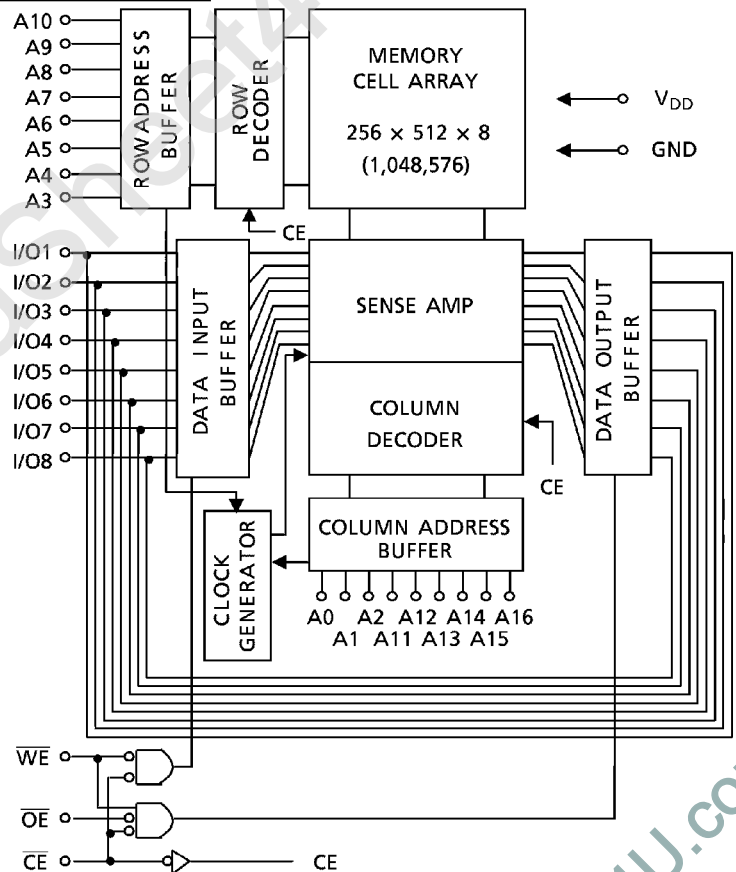 A10
A9
A8
A7
A6
A5
A4
A3
ROW ADDRESS
BUFFER
ROW
DECODER
MEMORY
CELL ARRAY
256 × 512 × 8
(1,048,576)
V_DD
GND
CE
I/O1
I/O2
I/O3
I/O4
I/O5
I/O6
I/O7
I/O8
DATA INPUT
BUFFER
SENSE AMP
DATA OUTPUT
BUFFER
COLUMN
DECODER
CE
CLOCK
GENERATOR
COLUMN ADDRESS
BUFFER
A0 A2 A12 A14 A16
A1 A11 A13 A15
W̅E̅
O̅E̅
C̅E̅
CE